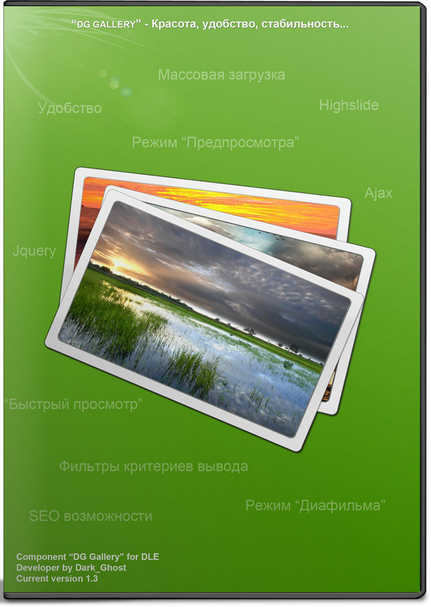 “DG GALLERY” - Красота, удобство, стабильность...
Массовая загрузка
Удобство
Highslide
Режим “Предпросмотра”
Ajax
Jquery
“Быстрый просмотр”
Фильтры критериев вывода
Режим “Диафильма”
SEO возможности
Component “DG Gallery” for DLE
Developer by Dark_Ghost
Current version 1.3